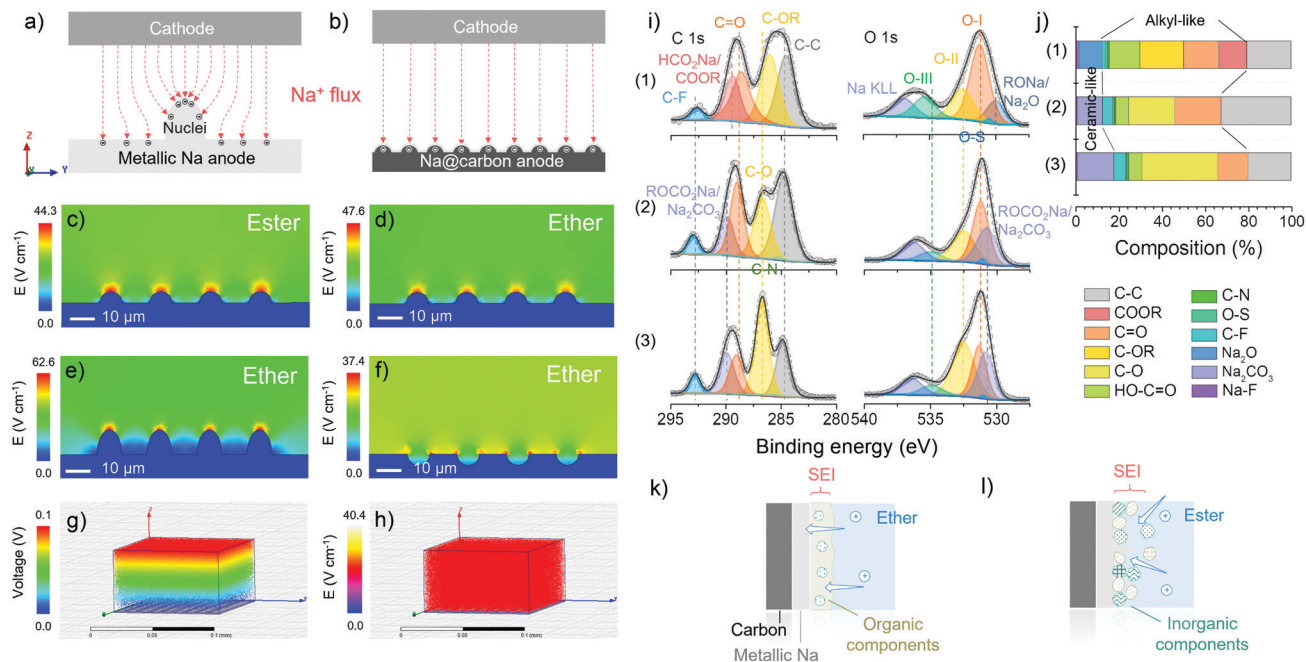 a)
Cathode
Nuclei
Metallic Na anode
Z
X
Y
Na⁺ flux
b)
Cathode
Na@carbon anode
44.3
E (V cm⁻¹)
0.0
c)
Ester
10 μm
47.6
E (V cm⁻¹)
0.0
d)
Ether
10 μm
62.6
E (V cm⁻¹)
0.0
e)
Ether
10 μm
37.4
E (V cm⁻¹)
0.0
f)
Ether
10 μm
0.1
Voltage (V)
0.0
g)
z
0
0.05
0.1 (mm)
40.4
E (V cm⁻¹)
0.0
h)
z
0
0.05
0.1 (mm)
i)
C 1s
C=O
C-OR
C-C
HCO₂Na/
COOR
C-F
(1)
O 1s
O-I
O-II
O-III
Na KLL
RONa/
Na₂O
O-S
C-O
ROCO₂Na/
Na₂CO₃
(2)
C-N
ROCO₂Na/
Na₂CO₃
(3)
295
290
285
280
540
535
530
Binding energy (eV)
j)
Alkyl-like
Ceramic-like
(1)
(2)
(3)
0
20
40
60
80
100
Composition (%)
C-C
COOR
C=O
C-OR
C-O
HO-C=O
C-N
O-S
C-F
Na₂O
Na₂CO₃
Na-F
k)
SEI
Ether
Carbon
Metallic Na
Organic
components
l)
SEI
Ester
Inorganic
components